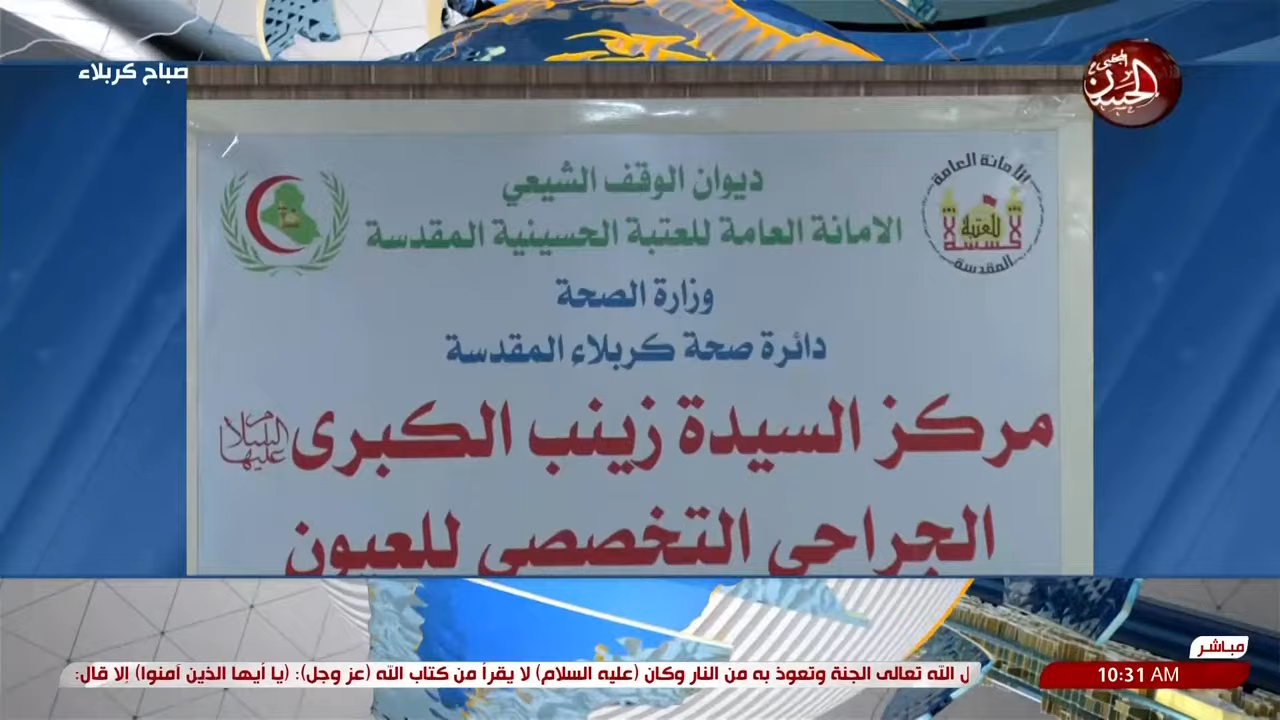 صباح كربلاء
الحسين
ديوان الوقف الشيعي
الامانة العامة للعتبة الحسينية المقدسة
الأمانة العامة
للعتبة
المقدسة
وزارة الصحة
دائرة صحة كربلاء المقدسة
مركز السيدة زينب الكبرى عليها السلام
الجراحي التخصصي للعيون
مباشر
10:31 AM
ل الله تعالى الجنة وتعوذ به من النار وكان (عليه السلام) لا يقرأ من كتاب الله (عز وجل): (يا أيها الذين آمنوا) إلا قال: